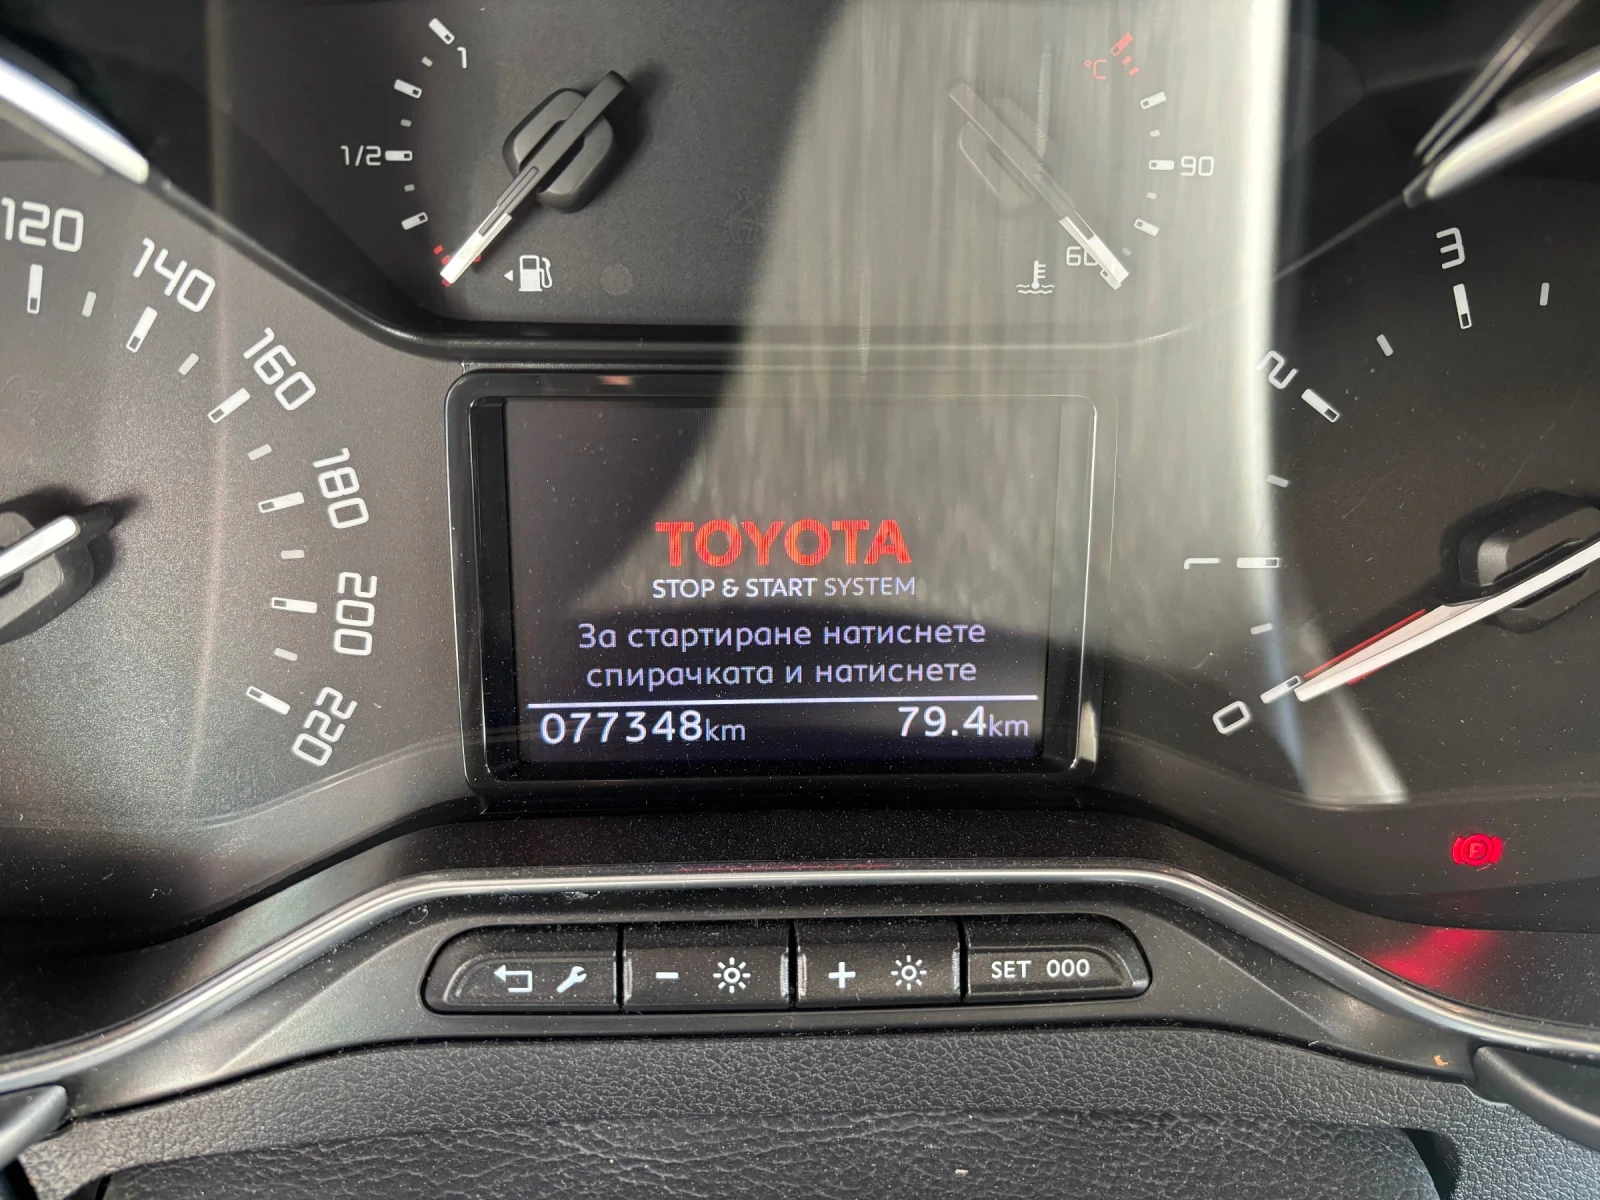 1
1/2
°C
90
60
120
140
160
180
200
220
3
2
1
0
TOYOTA
STOP & START SYSTEM
За стартиране натиснете
спирачката и натиснете
077348km 79.4km
P
- +
SET 000